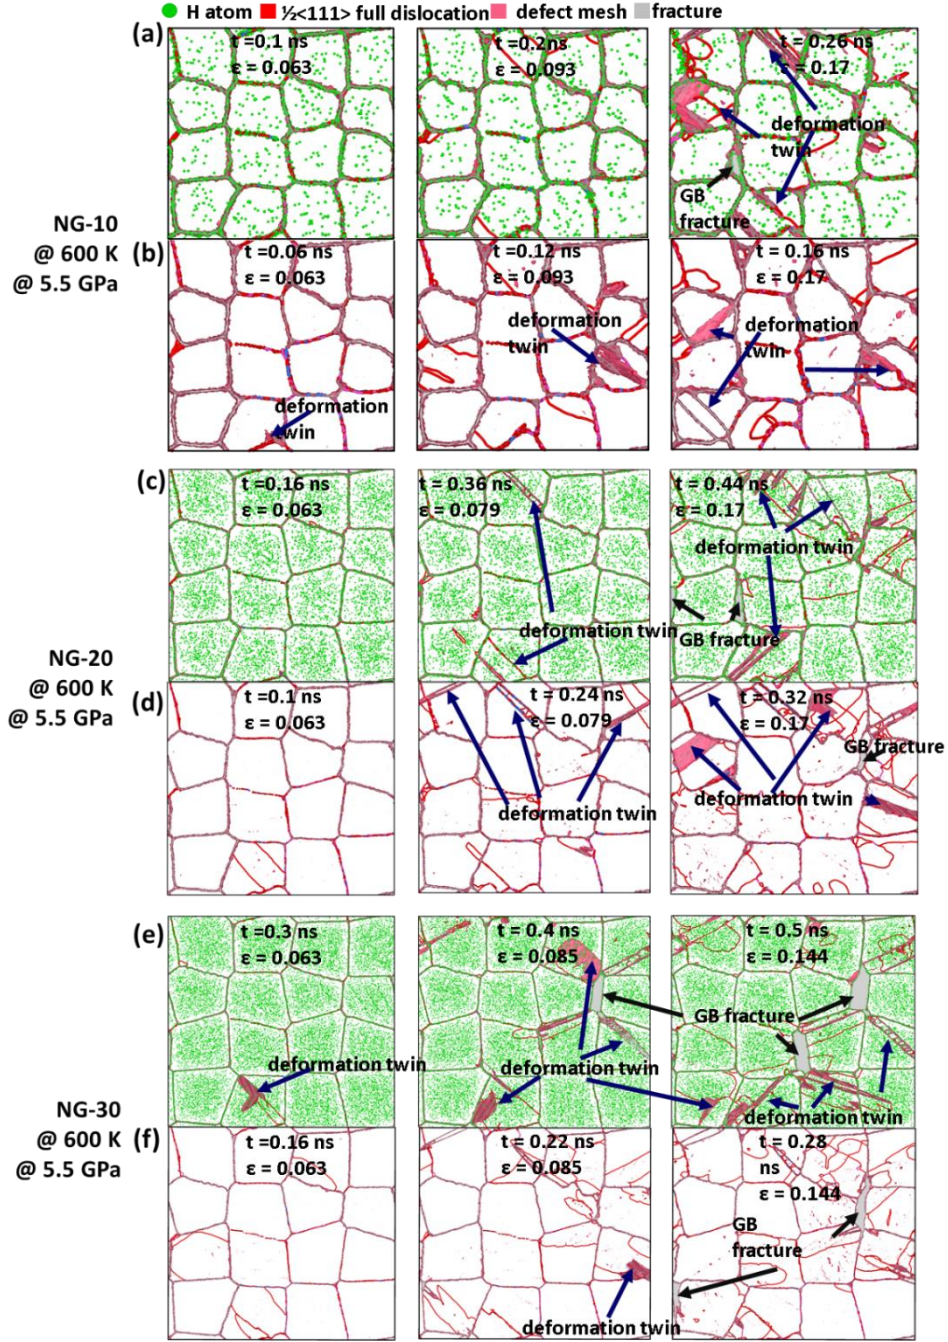 H atom ½<111> full dislocation defect mesh fracture
(a)
t =0.1 ns
ε = 0.063
t =0.2ns
ε = 0.093
t = 0.26 ns
ε = 0.17
deformation
twin
GB
fracture
NG-10
@ 600 K
@ 5.5 GPa
(b)
t =0.06 ns
ε = 0.063
deformation
twin
t =0.12 ns
ε = 0.093
deformation
twin
t = 0.16 ns
ε = 0.17
deformation
twin
(c)
t =0.16 ns
ε = 0.063
t =0.36 ns
ε = 0.079
deformation twin
t = 0.44 ns
ε = 0.17
deformation twin
GB fracture
NG-20
@ 600 K
@ 5.5 GPa
(d)
t =0.1 ns
ε = 0.063
t =0.24 ns
ε = 0.079
deformation twin
t = 0.32 ns
ε = 0.17
GB fracture
deformation twin
(e)
t =0.3 ns
ε = 0.063
deformation twin
t = 0.4 ns
ε = 0.085
deformation twin
t = 0.5 ns
ε = 0.144
GB fracture
deformation twin
NG-30
@ 600 K
@ 5.5 GPa
(f)
t =0.16 ns
ε = 0.063
t = 0.22 ns
ε = 0.085
deformation twin
t = 0.28
ns
ε = 0.144
GB
fracture